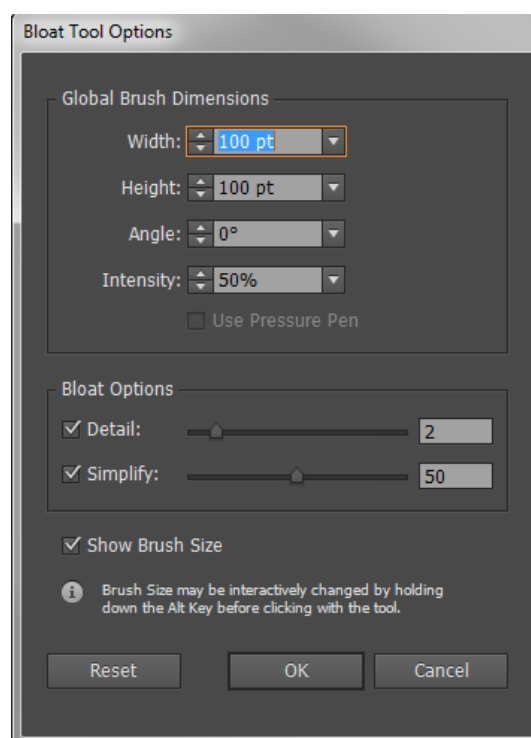 Bloat Tool Options
Global Brush Dimensions
Width: 100 pt
Height: 100 pt
Angle: 0°
Intensity: 50%
Use Pressure Pen
Bloat Options
Detail: 2
Simplify: 50
Show Brush Size
Brush Size may be interactively changed by holding
down the Alt Key before clicking with the tool.
Reset OK Cancel